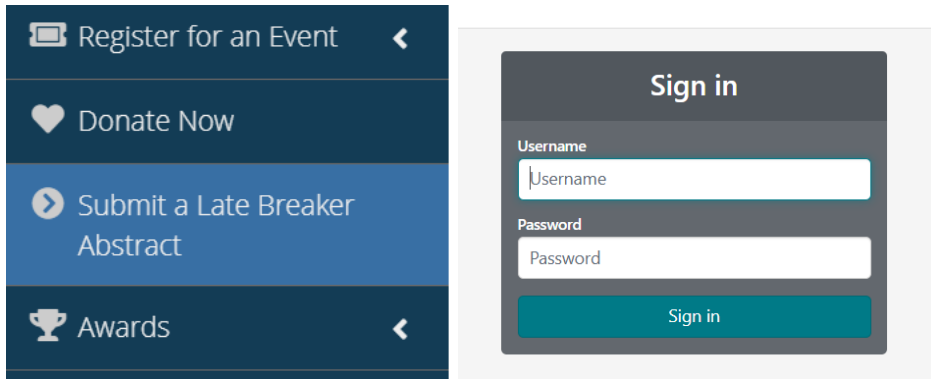 Register for an Event
Donate Now
Submit a Late Breaker
Abstract
Awards
Sign in
Username
Username
Password
Password
Sign in